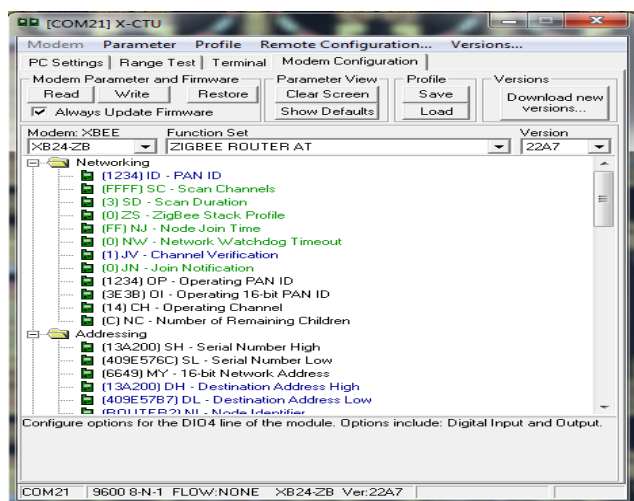 [COM21] X-CTU
Modem Parameter Profile Remote Configuration... Versions...
PC Settings Range Test Terminal Modem Configuration
Modem Parameter and Firmware Parameter View Profile Versions
Read Write Restore Clear Screen Save Download new versions...
Always Update Firmware Show Defaults Load
Modem: XBEE Function Set Version
XB24-ZB ZIGBEE ROUTER AT 22A7
Networking
(1234) ID - PAN ID
(FFFF) SC - Scan Channels
(3) SD - Scan Duration
(0) ZS - ZigBee Stack Profile
(FF) NJ - Node Join Time
(0) NW - Network Watchdog Timeout
(1) JV - Channel Verification
(0) JN - Join Notification
(1234) OP - Operating PAN ID
(3E3B) OI - Operating 16-bit PAN ID
(14) CH - Operating Channel
(C) NC - Number of Remaining Children
Addressing
(13A200) SH - Serial Number High
(409E576C) SL - Serial Number Low
(6649) MY - 16-bit Network Address
(13A200) DH - Destination Address High
(409E57B7) DL - Destination Address Low
(ROUTER2) NI - Node Identifier
Configure options for the DIO4 line of the module. Options include: Digital Input and Output.
COM21 9600 8-N-1 FLOW:NONE XB24-ZB Ver:22A7